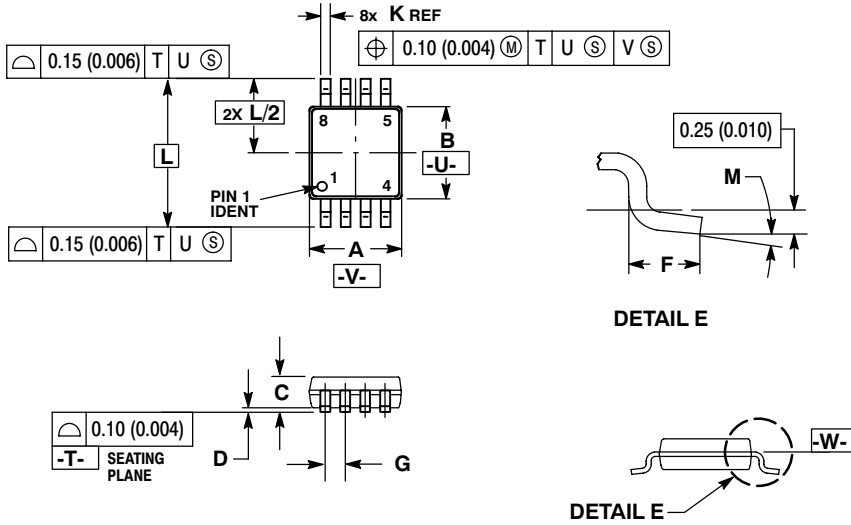 8x K REF
⌖ 0.10 (0.004) Ⓜ T U Ⓢ V Ⓢ
⌓ 0.15 (0.006) T U Ⓢ
2X L/2
8 5
B
-U-
L
PIN 1
IDENT
1 4
⌓ 0.15 (0.006) T U Ⓢ
A
-V-
0.25 (0.010)
M
F
DETAIL E
C
⌓ 0.10 (0.004)
-T- SEATING
PLANE
D
G
-W-
DETAIL E